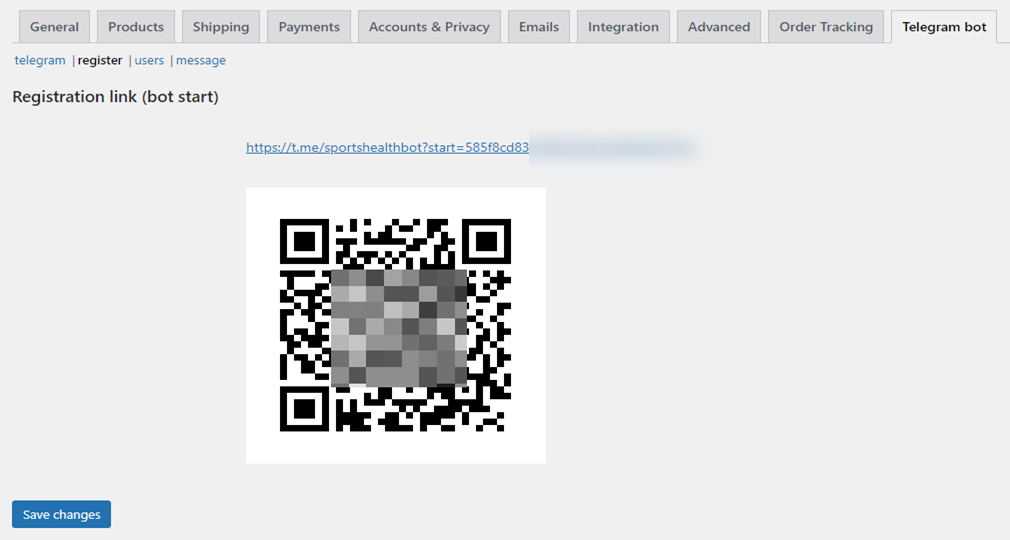 General Products Shipping Payments Accounts & Privacy Emails Integration Advanced Order Tracking Telegram bot
telegram | register | users | message
Registration link (bot start)
https://t.me/sportshealthbot?start=585f8cd83
Save changes